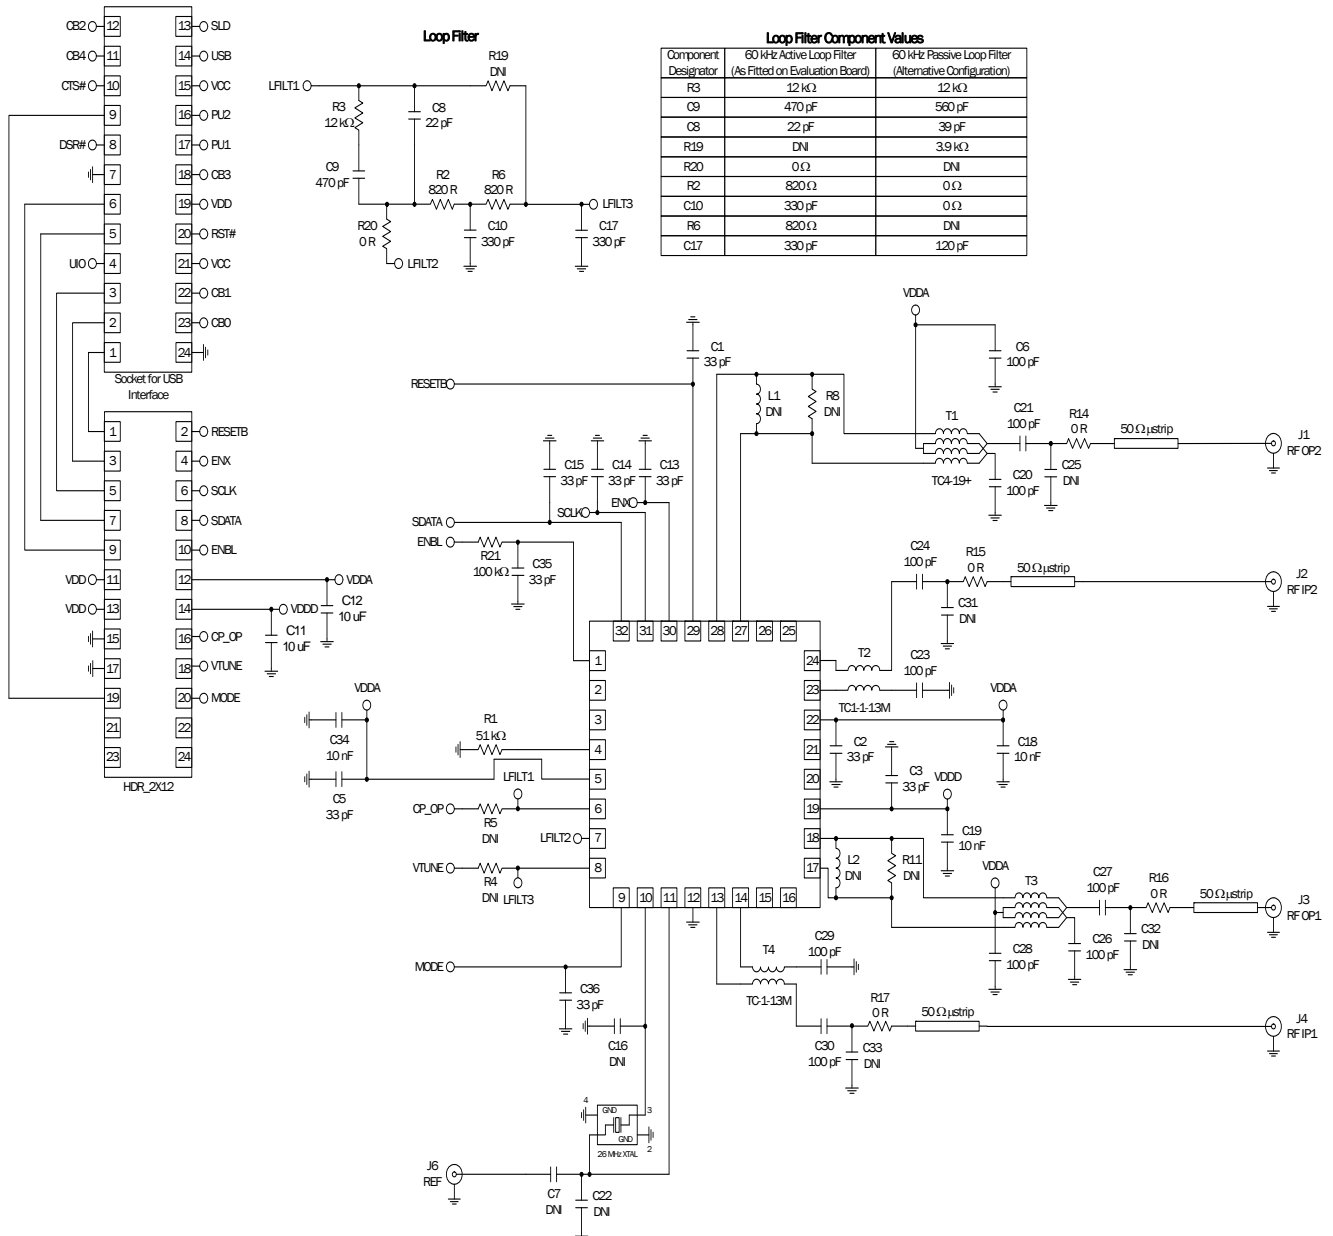 CB2 12 13 SLD
CB4 11 14 USB
CTS# 10 15 VCC
9 16 PU2
DSR# 8 17 PU1
7 18 CB3
6 19 VDD
5 20 RST#
UIO 4 21 VCC
3 22 CB1
2 23 CB0
1 24
Socket for USB
Interface
1 2 RESETB
3 4 ENX
5 6 SCLK
7 8 SDATA
9 10 ENBL
VDD 11 12 VDDA
VDD 13 14 VDDD
15 16 CP_OP
17 18 VTUNE
19 20 MODE
21 22
23 24
HDR_2X12
C12
10 uF
C11
10 uF
Loop Filter
LFILT1
R19
DNI
R3
12 kΩ
C8
22 pF
C9
470 pF
R2
820 R
R6
820 R
LFILT3
R20
0 R
C10
330 pF
C17
330 pF
LFILT2
Loop Filter Component Values
Component Designator 60 kHz Active Loop Filter (As Fitted on Evaluation Board) 60 kHz Passive Loop Filter (Alternative Configuration)
R3 12 kΩ 12 kΩ
C9 470 pF 560 pF
C8 22 pF 39 pF
R19 DNI 3.9 kΩ
R20 0 Ω DNI
R2 820 Ω 0 Ω
C10 330 pF 0 Ω
R6 820 Ω DNI
C17 330 pF 120 pF
VDDA
C6
100 pF
C1
33 pF
RESETB
L1
DNI
R8
DNI
T1
TC4-19+
C21
100 pF
R14
0 R
50 Ω µstrip
J1
RF OP2
C20
100 pF
C25
DNI
C15
33 pF
C14
33 pF
C13
33 pF
ENX
SCLK
SDATA
ENBL
R21
100 kΩ
C35
33 pF
C24
100 pF
R15
0 R
50 Ω µstrip
J2
RF IP2
C31
DNI
32 31 30 29 28 27 26 25
1 24
2 23
3 22
4 21
5 20
6 19
7 18
8 17
9 10 11 12 13 14 15 16
T2
C23
100 pF
TC1-1-13M
VDDA
C2
33 pF
C18
10 nF
C3
33 pF
VDDD
C19
10 nF
VDDA
C34
10 nF
C5
33 pF
R1
51 kΩ
LFILT1
CP_OP
R5
DNI
LFILT2
VTUNE
R4
DNI
LFILT3
L2
DNI
R11
DNI
VDDA
T3
C27
100 pF
R16
0 R
50 Ω µstrip
J3
RF OP1
C28
100 pF
C26
100 pF
C32
DNI
MODE
C36
33 pF
C16
DNI
T4
C29
100 pF
TC-1-13M
C30
100 pF
C33
DNI
R17
0 R
50 Ω µstrip
J4
RF IP1
4
GND
3
GND
2
26 MHz XTAL
J6
REF
C7
DNI
C22
DNI